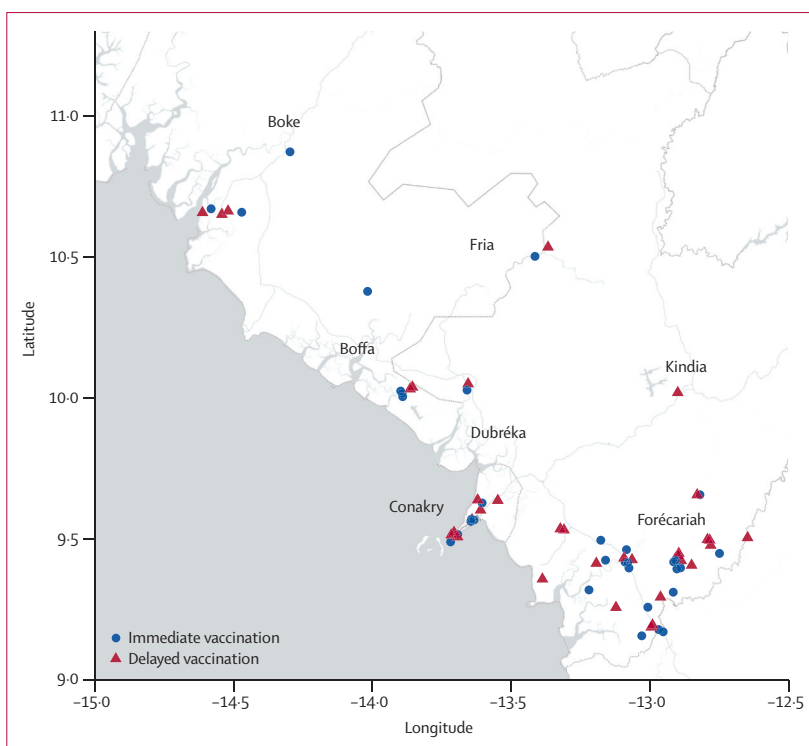 11·0
10·5
10·0
9·5
9·0
Latitude
Boke
Fria
Boffa
Kindia
Dubréka
Conakry
Forécariah
Immediate vaccination
Delayed vaccination
−15·0 −14·5 −14·0 −13·5 −13·0 −12·5
Longitude